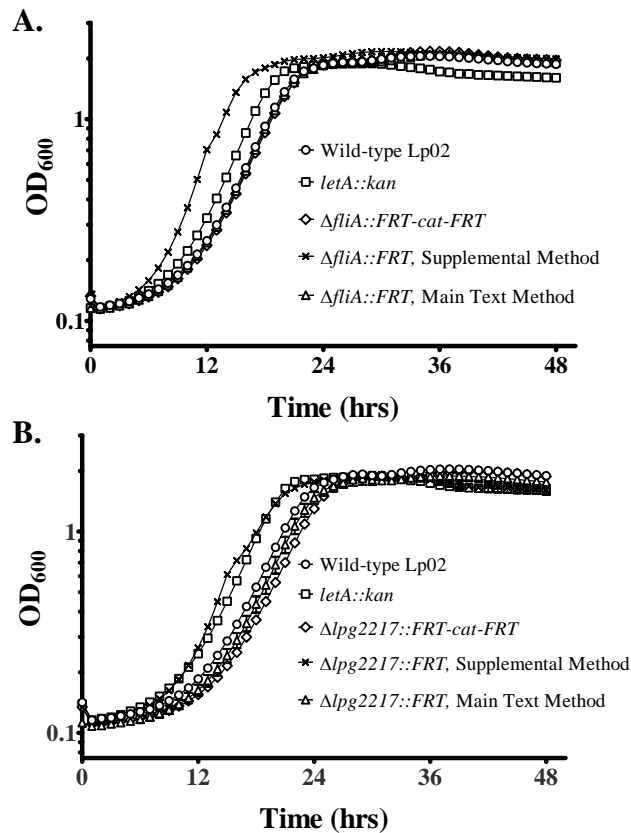 A.
OD600
1
0.1
Wild-type Lp02
letA::kan
ΔfliA::FRT-cat-FRT
ΔfliA::FRT, Supplemental Method
ΔfliA::FRT, Main Text Method
0 12 24 36 48
Time (hrs)
B.
OD600
1
0.1
Wild-type Lp02
letA::kan
Δlpg2217::FRT-cat-FRT
Δlpg2217::FRT, Supplemental Method
Δlpg2217::FRT, Main Text Method
0 12 24 36 48
Time (hrs)